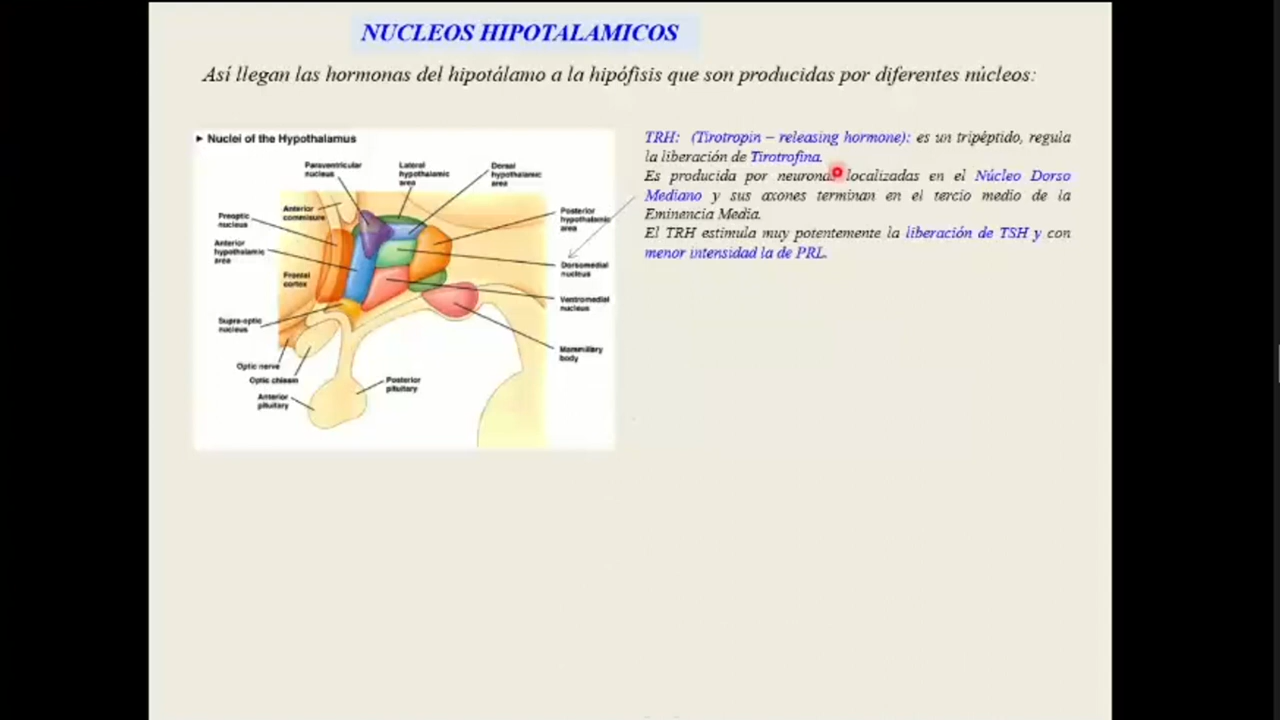 NUCLEOS HIPOTALAMICOS
Así llegan las hormonas del hipotálamo a la hipófisis que son producidas por diferentes núcleos:
► Nuclei of the Hypothalamus
Paraventricular
nucleus
Lateral
hypothalamic
area
Dorsal
hypothalamic
area
Anterior
commisure
Preoptic
nucleus
Posterior
hypothalamic
area
Anterior
hypothalamic
area
Frontal
cortex
Dorsomedial
nucleus
Ventromedial
nucleus
Supra-optic
nucleus
Mammillary
body
Optic nerve
Optic chiasm
Anterior
pituitary
Posterior
pituitary
TRH: (Tirotropin – releasing hormone): es un tripéptido, regula
la liberación de Tirotrofina.
Es producida por neuronas localizadas en el Núcleo Dorso
Mediano y sus axones terminan en el tercio medio de la
Eminencia Media.
El TRH estimula muy potentemente la liberación de TSH y con
menor intensidad la de PRL.